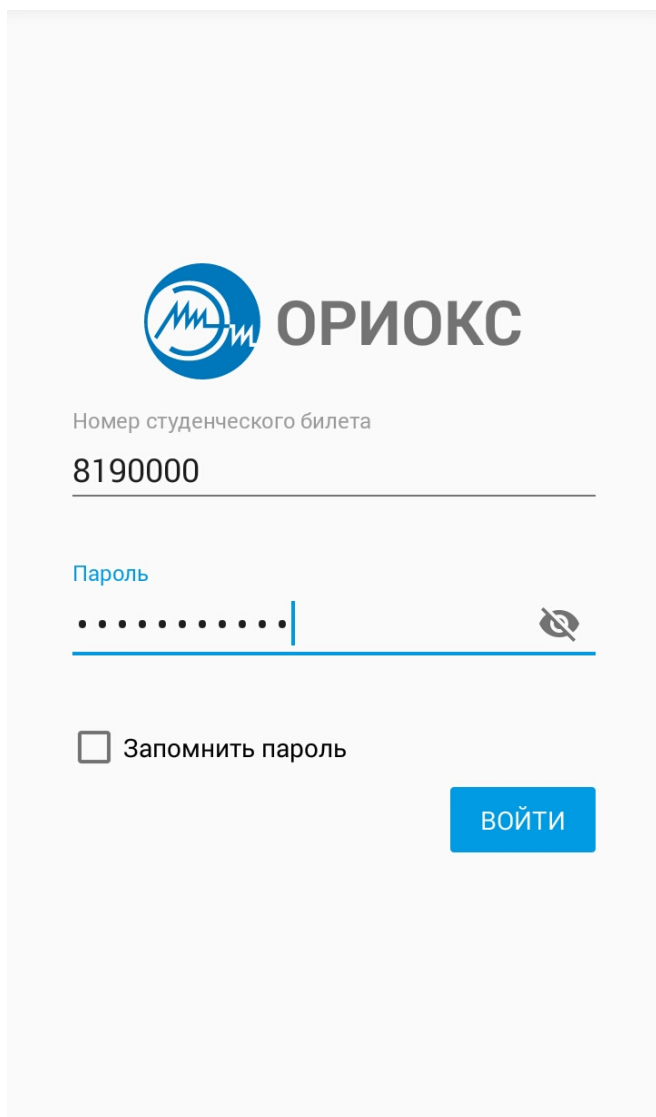 ОРИОКС
Номер студенческого билета
8190000
Пароль
•••••••••••
Запомнить пароль
ВОЙТИ